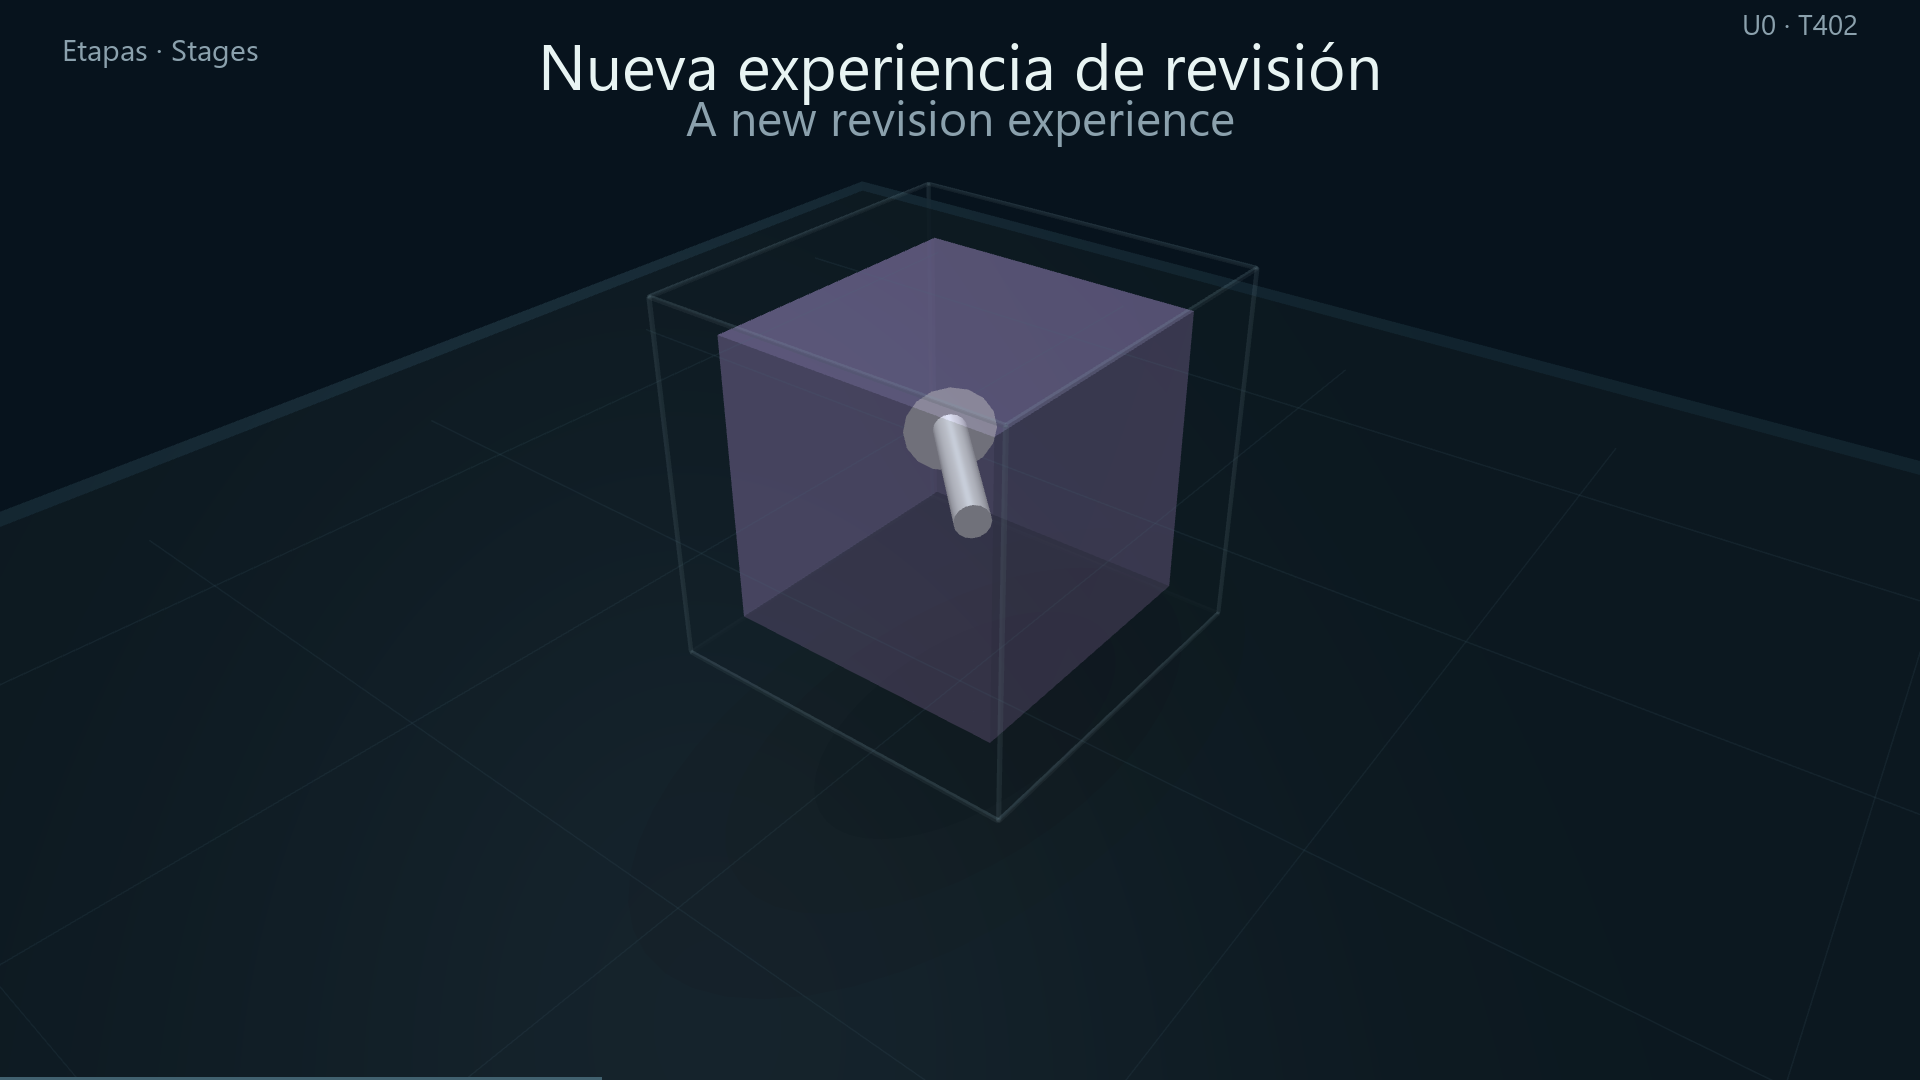 Etapas · Stages
U0 · T402
Nueva experiencia de revisión
A new revision experience